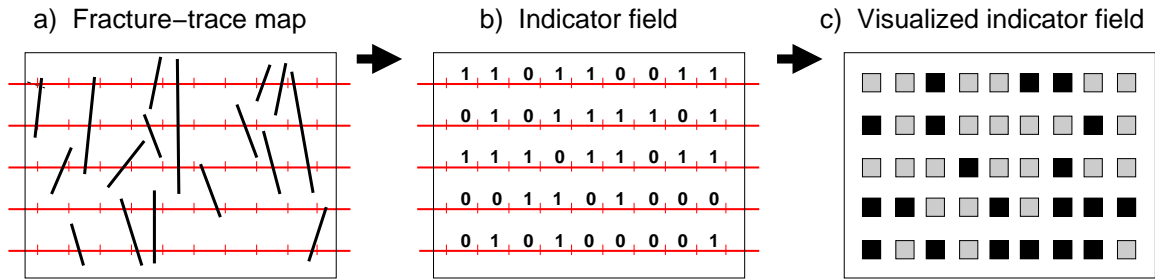 a) Fracture−trace map
b) Indicator field
c) Visualized indicator field
1 1 0 1 1 0 0 1 1
0 1 0 1 1 1 1 0 1
1 1 1 0 1 1 0 1 1
0 0 1 1 0 1 0 0 0
0 1 0 1 0 0 0 0 1